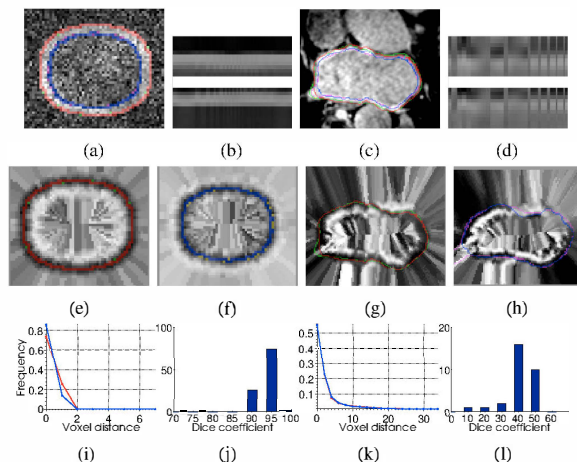 (a) (b) (c) (d)
(e) (f) (g) (h)
Frequency
0.8
0.6
0.4
0.2
0
0 2 4 6
Voxel distance
100
50
0
70 75 80 85 90 95 100
Dice coefficient
0.5
0.4
0.3
0.2
0.1
0 10 20 30
Voxel distance
20
10
0
0 10 20 30 40 50 60
Dice coefficient
(i) (j) (k) (l)